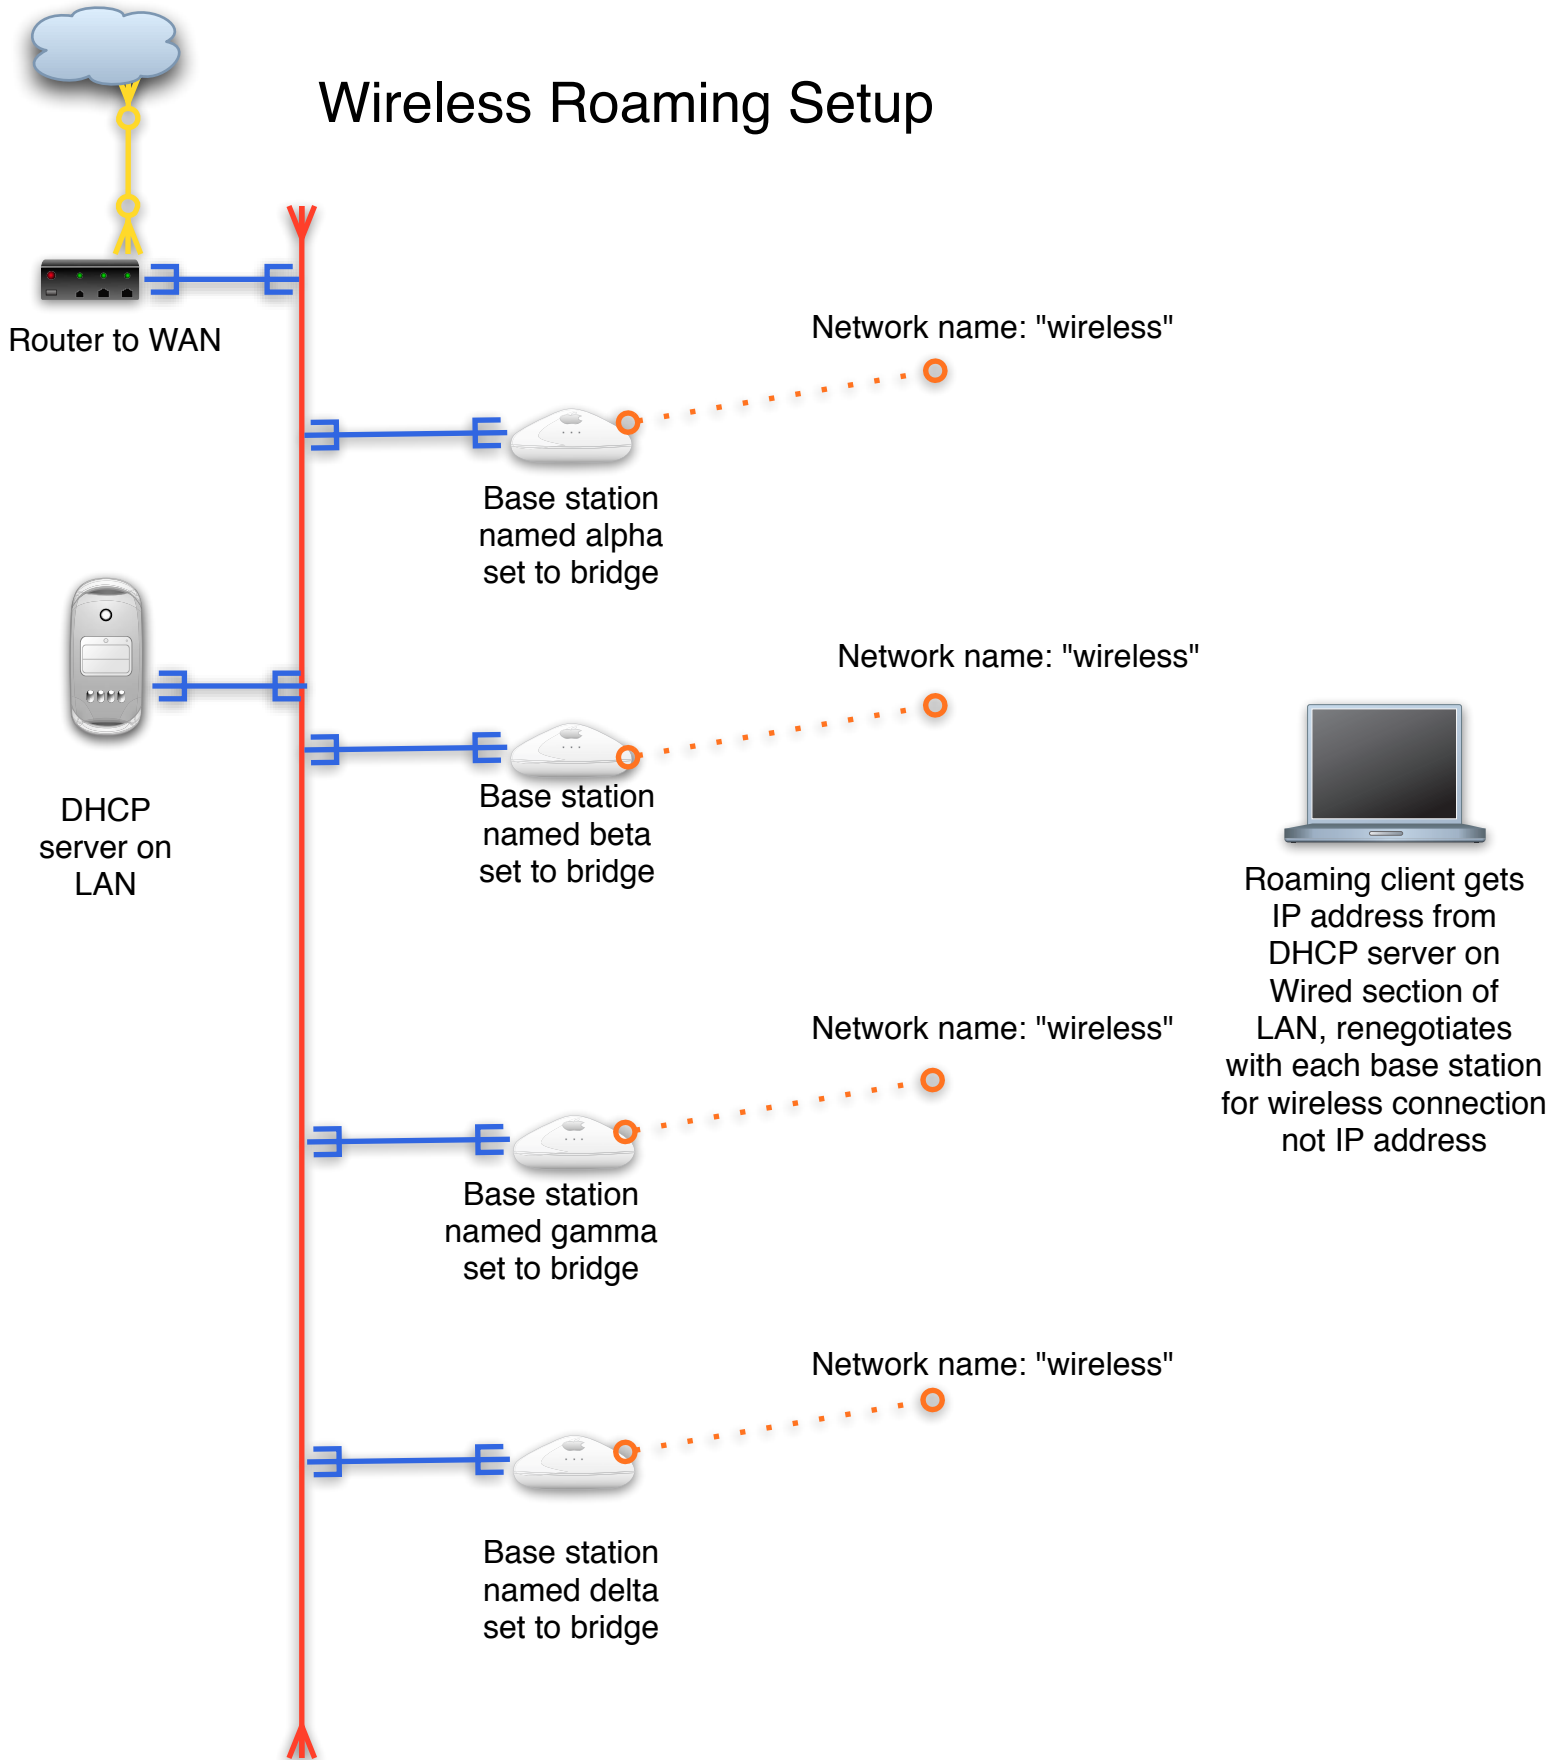 Wireless Roaming Setup
Router to WAN
Network name: "wireless"
Base station
named alpha
set to bridge
Network name: "wireless"
DHCP
server on
LAN
Base station
named beta
set to bridge
Roaming client gets
IP address from
DHCP server on
Wired section of
LAN, renegotiates
with each base station
for wireless connection
not IP address
Network name: "wireless"
Base station
named gamma
set to bridge
Network name: "wireless"
Base station
named delta
set to bridge